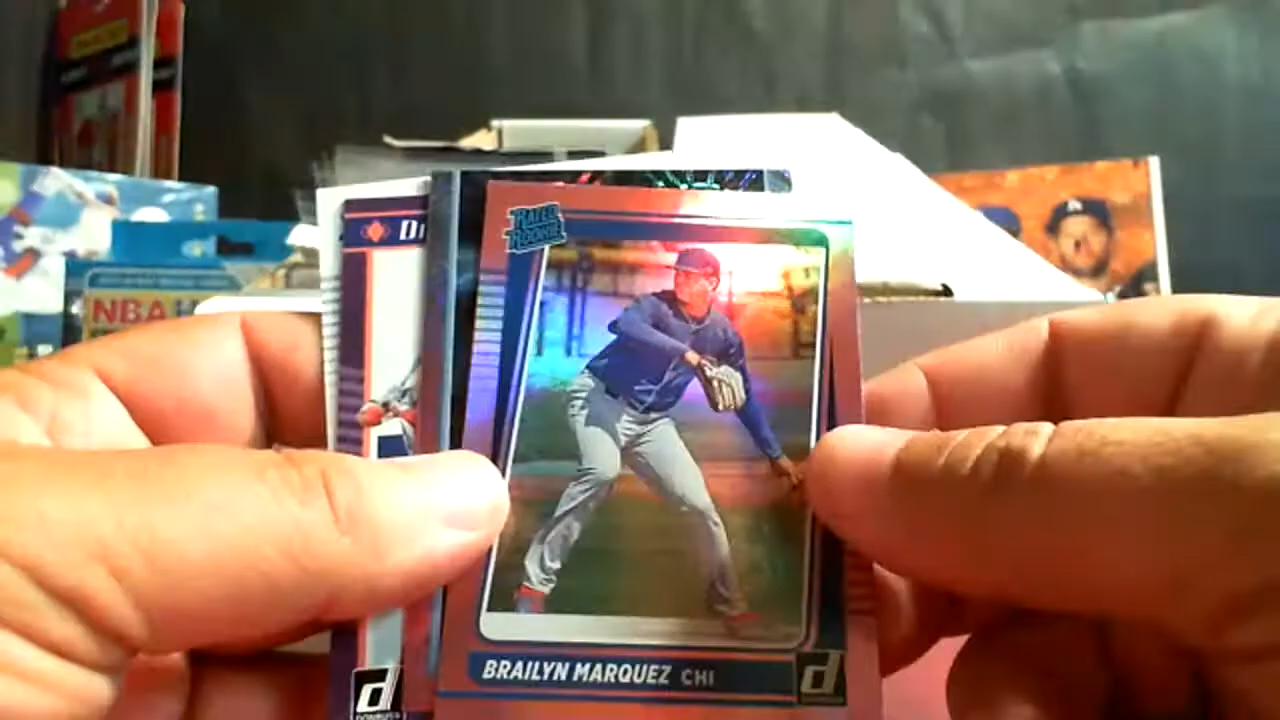 RATED
ROOKIE
NBA
BRAILYN MARQUEZ CHI
d
d
DONRUSS